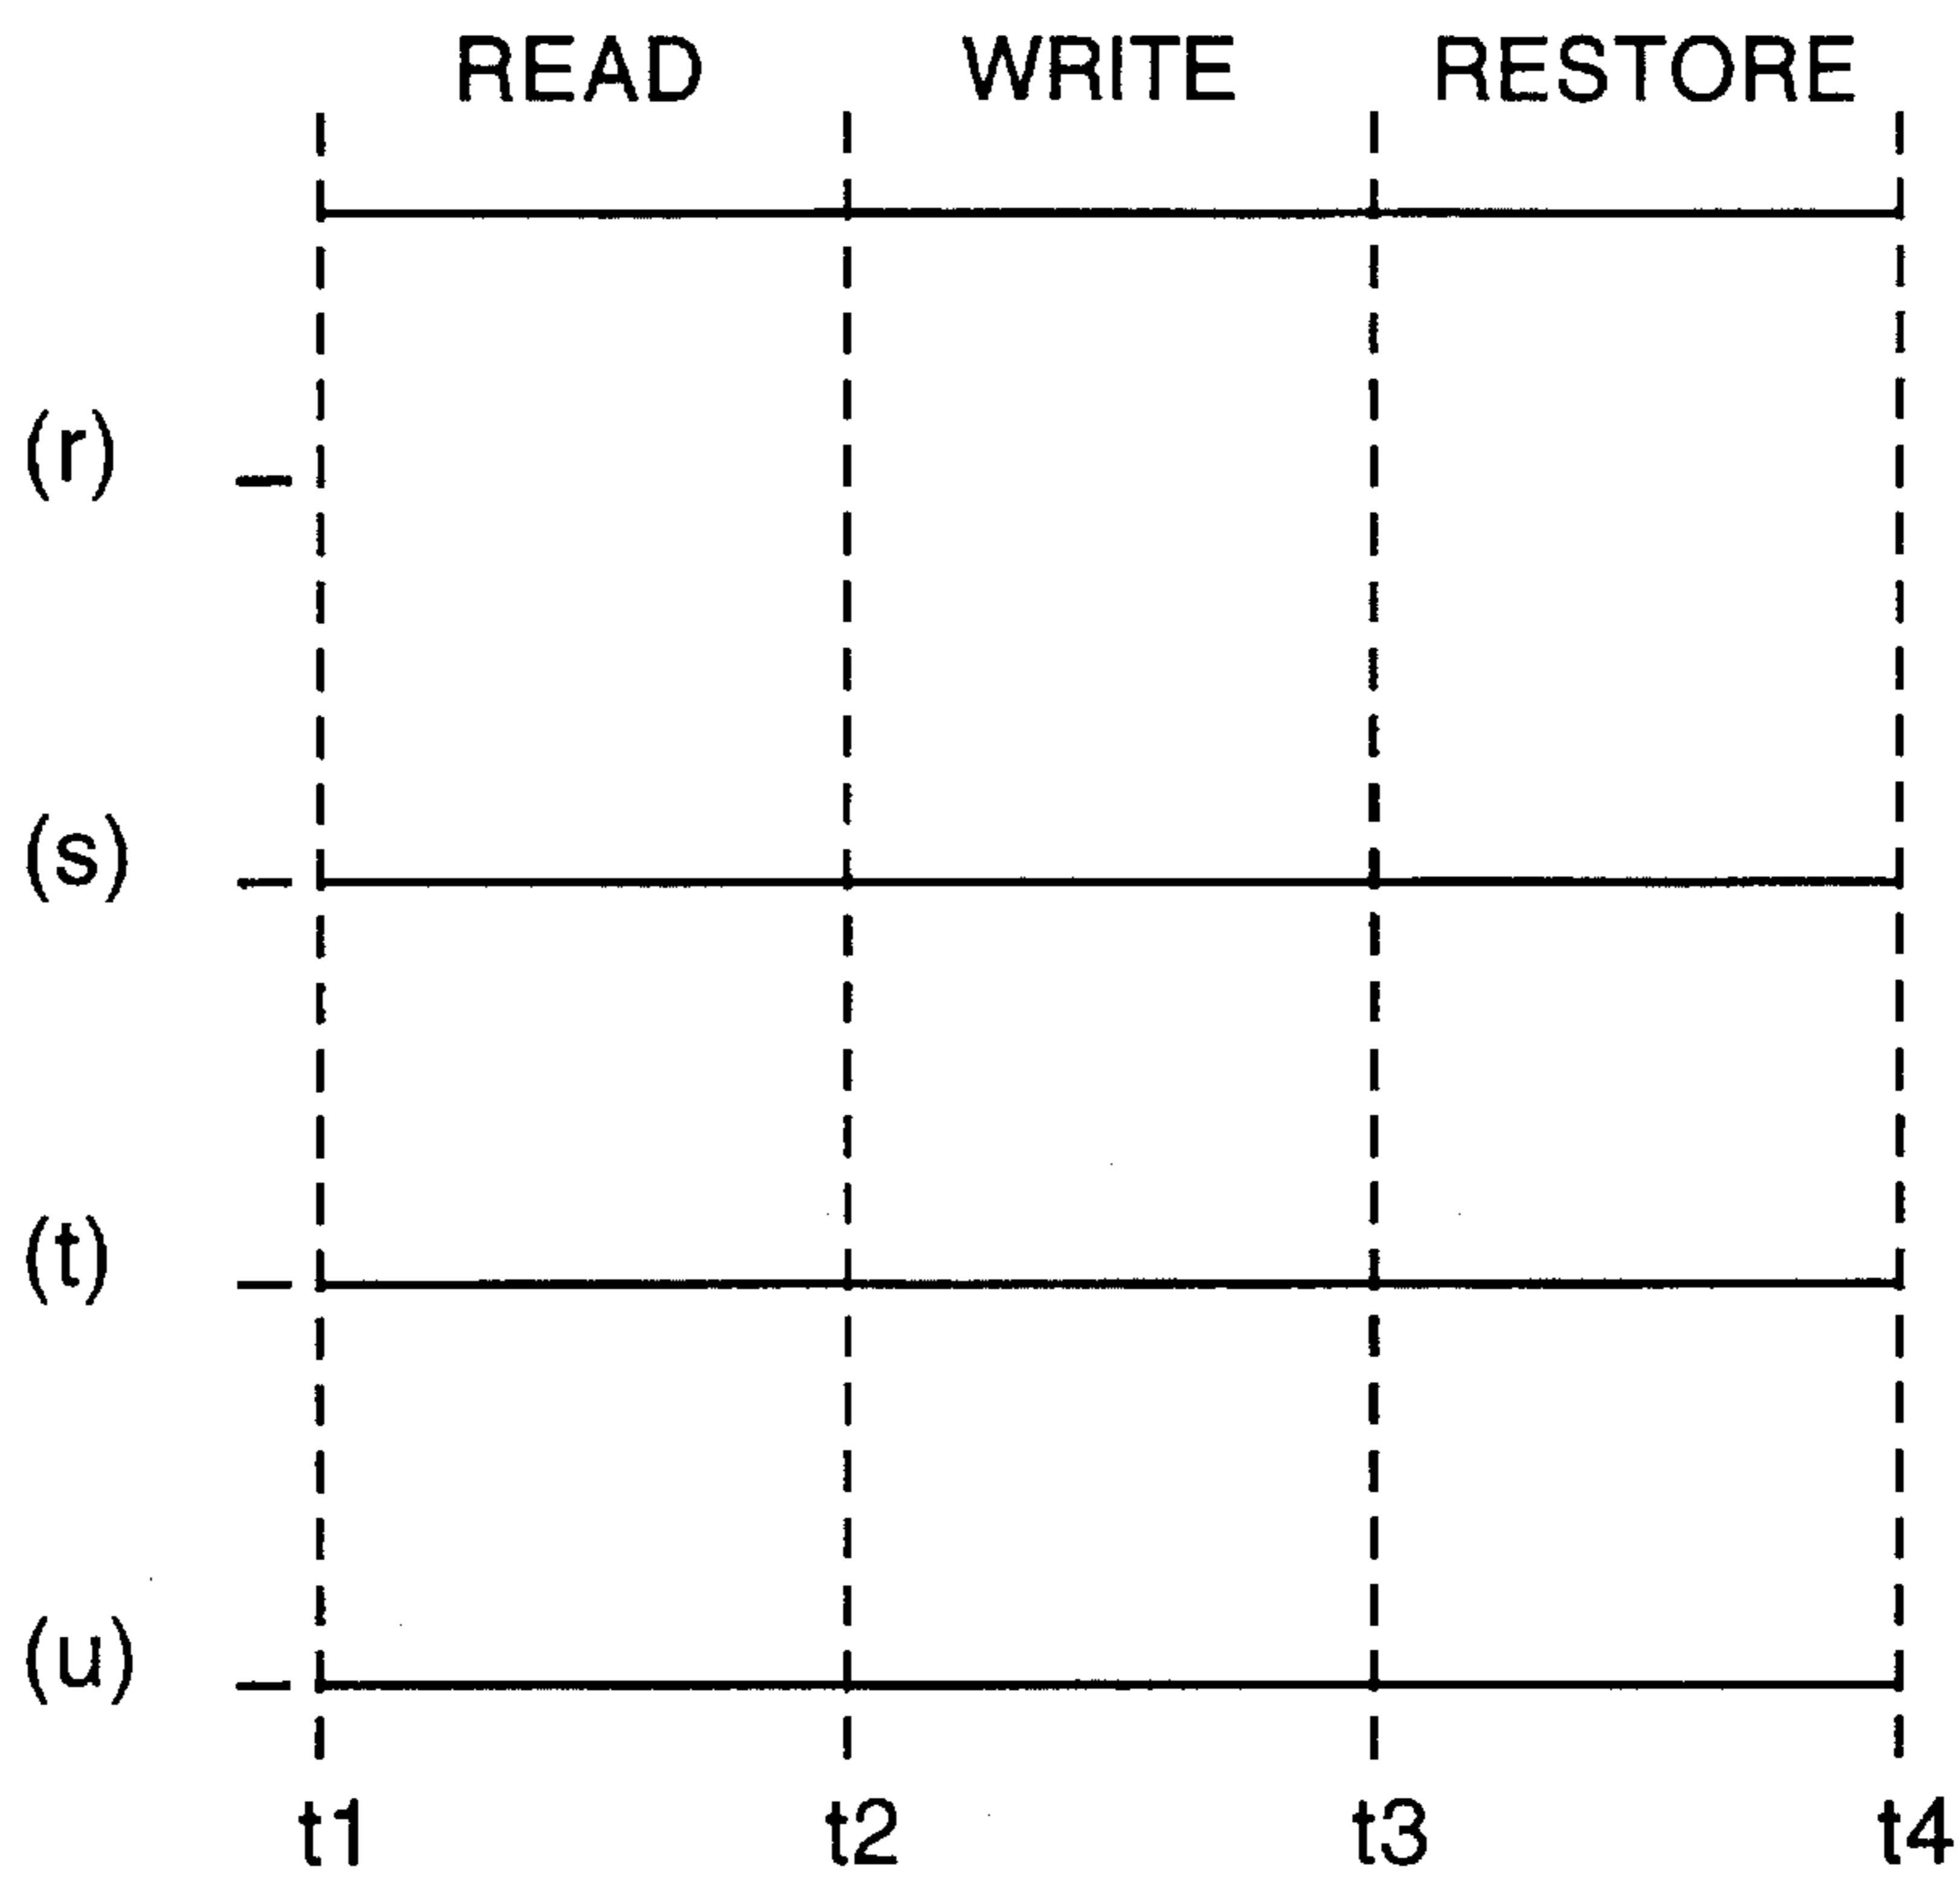 READ WRITE RESTORE
(r)
(s)
(t)
(u)
t1 t2 t3 t4